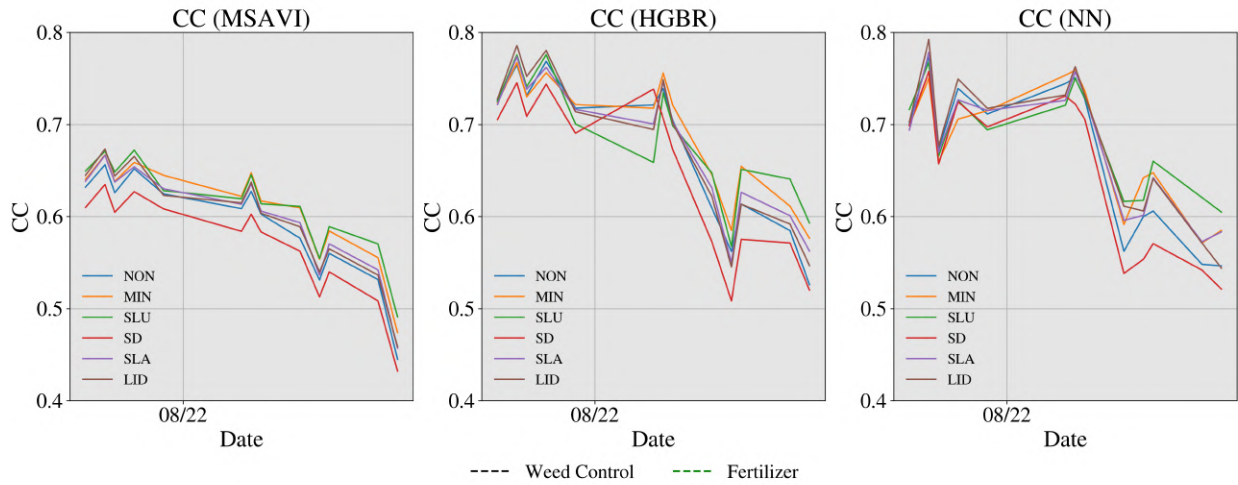 CC (MSAVI)
0.8
0.7
0.6
0.5
0.4
CC
NON
MIN
SLU
SD
SLA
LID
08/22
Date
CC (HGBR)
0.8
0.7
0.6
0.5
0.4
CC
NON
MIN
SLU
SD
SLA
LID
08/22
Date
CC (NN)
0.8
0.7
0.6
0.5
0.4
CC
NON
MIN
SLU
SD
SLA
LID
08/22
Date
Weed Control Fertilizer